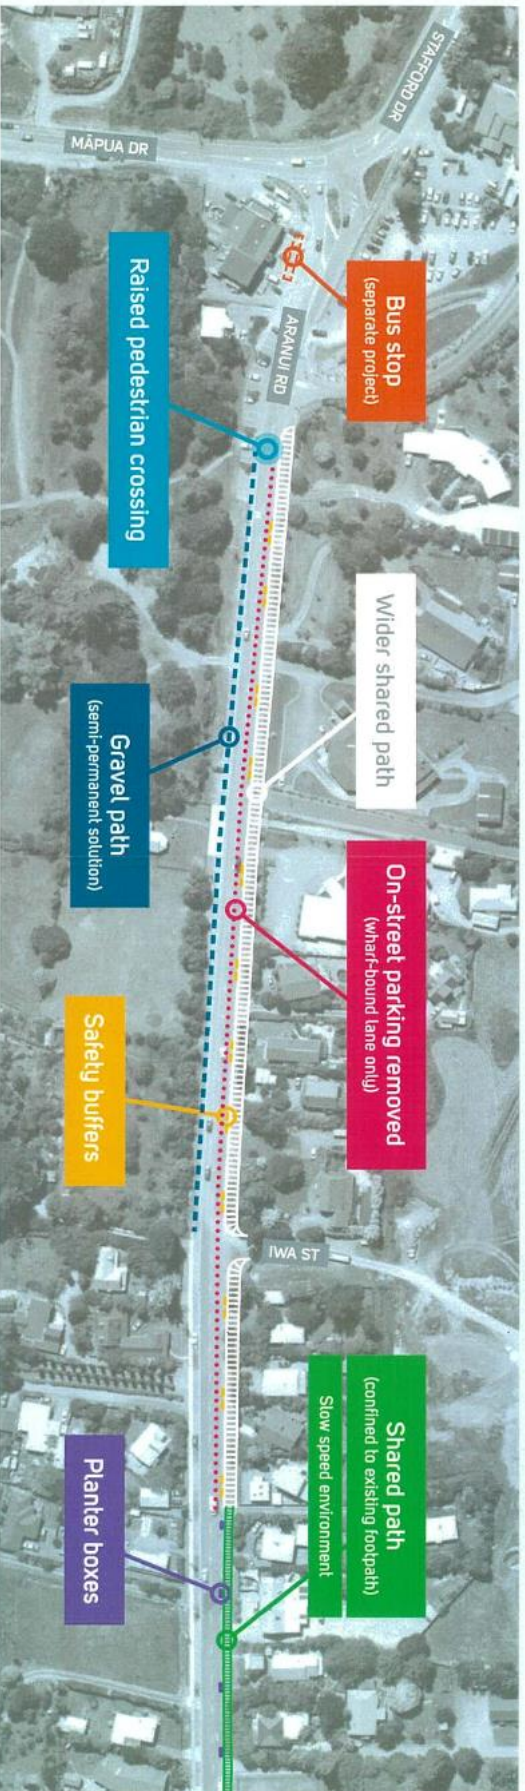 STAFFORD DR
MĀPUA DR
Bus stop
(separate project)
ARANUI RD
Raised pedestrian crossing
Wider shared path
Gravel path
(semi-permanent solution)
On-street parking removed
(wharf-bound lane only)
Safety buffers
IWA ST
Shared path
(confined to existing footpath)
Slow speed environment
Planter boxes